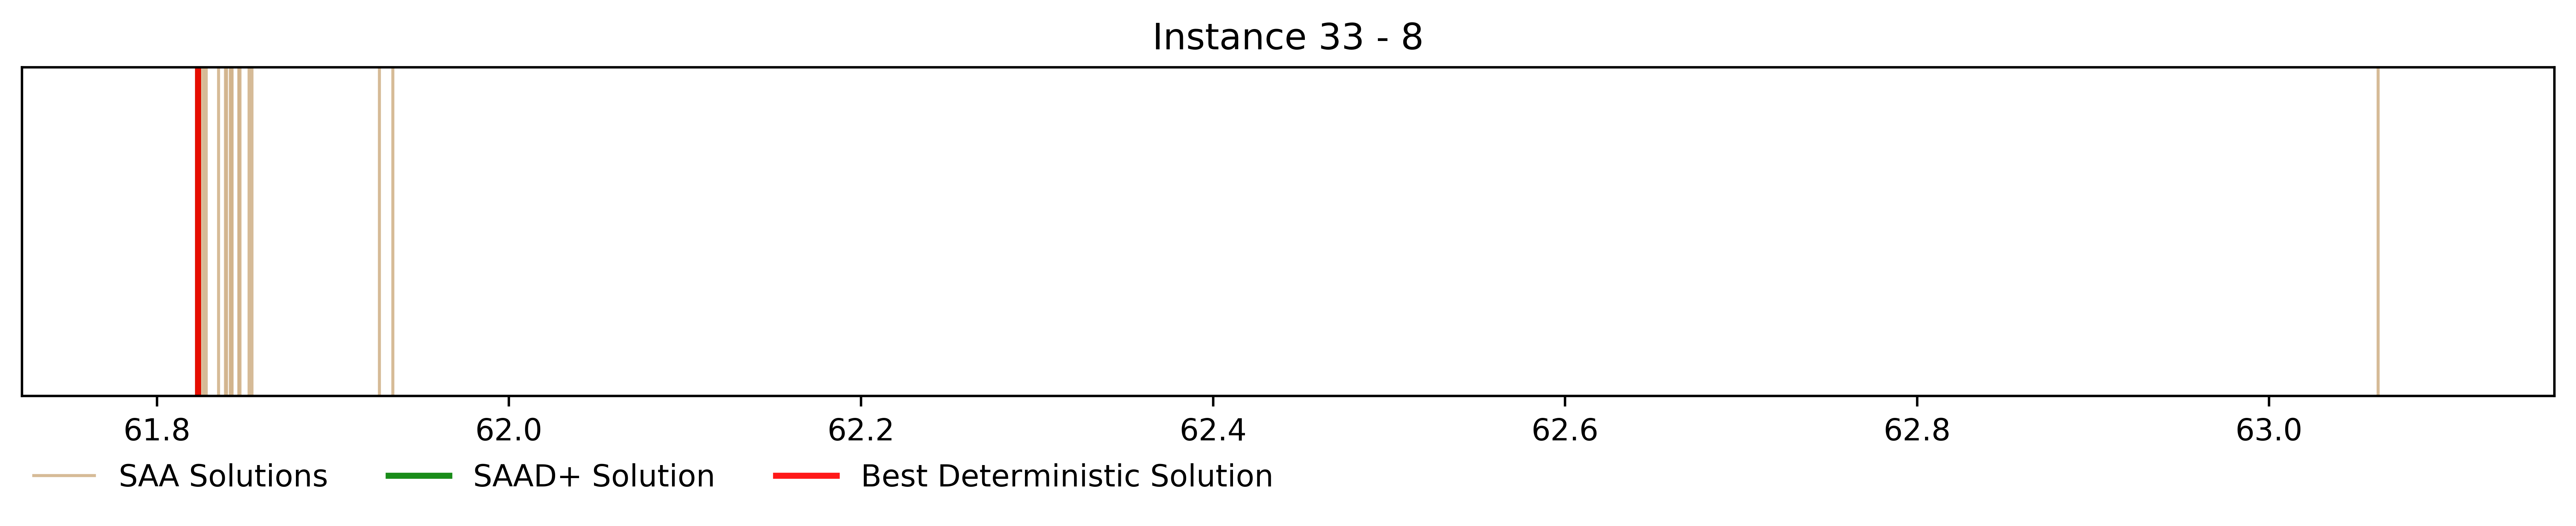 Instance 33 - 8
61.8 62.0 62.2 62.4 62.6 62.8 63.0
SAA Solutions SAAD+ Solution Best Deterministic Solution